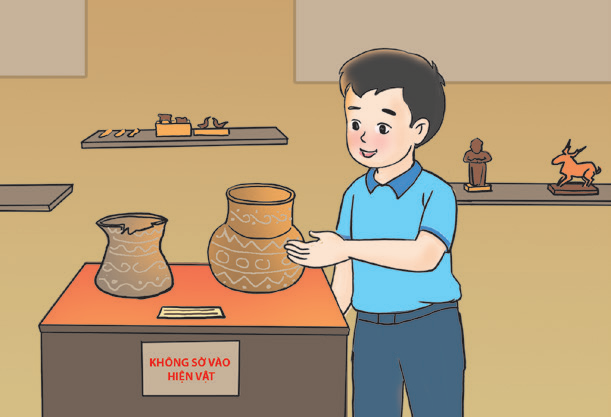 KHÔNG SỜ VÀO
HIỆN VẬT